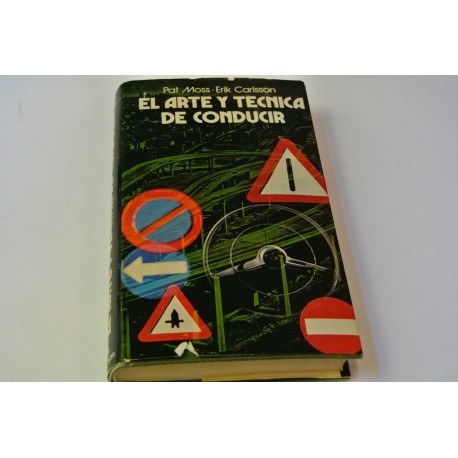 Pat Moss · Erik Carlsson
EL ARTE Y TECNICA
DE CONDUCIR